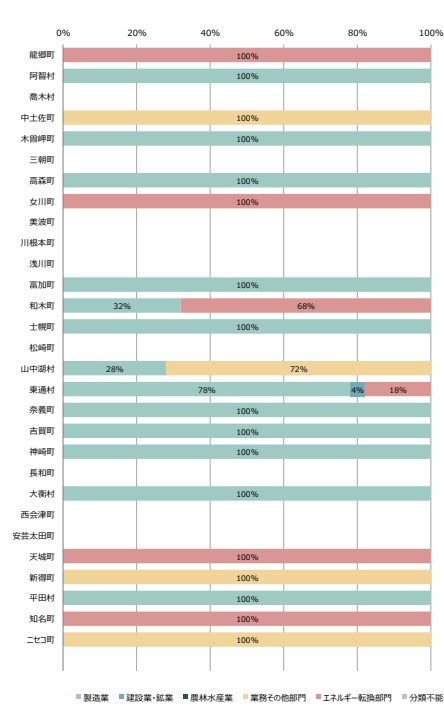 0% 20% 40% 60% 80% 100%
龍郷町 100%
阿智村 100%
喬木村
中土佐町 100%
木曽岬町 100%
三朝町
高森町 100%
女川町 100%
美波町
川根本町
浅川町
富加町 100%
和木町 32% 68%
士幌町 100%
松崎町
山中湖村 28% 72%
東通村 78% 4% 18%
奈義町 100%
吉賀町 100%
神崎町 100%
長和町
大衡村 100%
西会津町
安芸太田町
天城町 100%
新得町 100%
平田村 100%
知名町 100%
ニセコ町 100%
製造業 建設業・鉱業 農林水産業 業務その他部門 エネルギー転換部門 分類不能